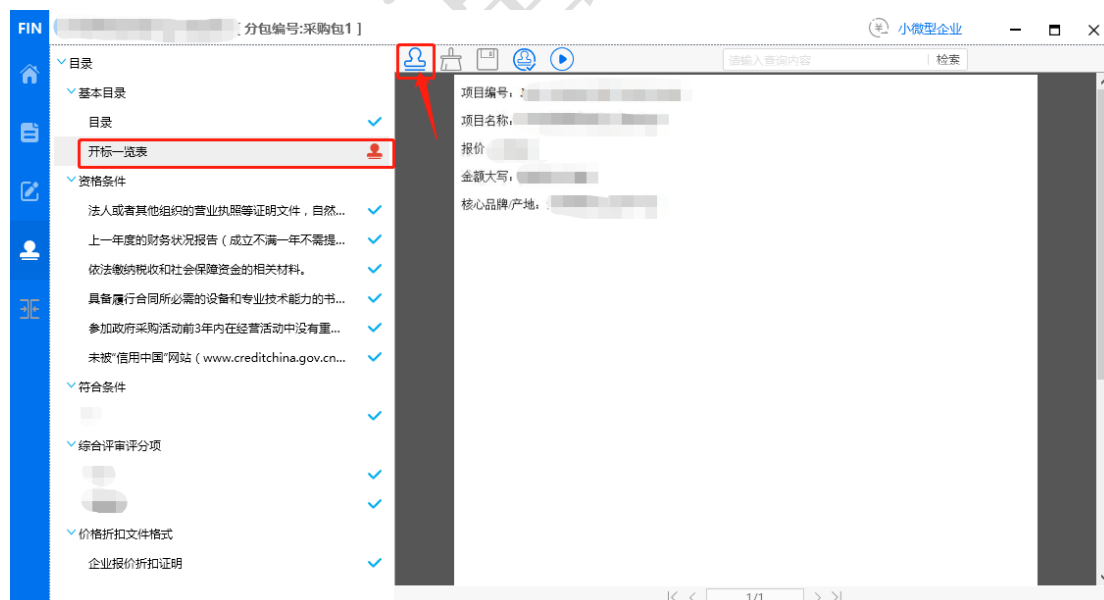 FIN
[ 分包编号:采购包1 ]
小微型企业
目录
请输入查询内容
检索
基本目录
目录
开标一览表
资格条件
法人或者其他组织的营业执照等证明文件，自然...
上一年度的财务状况报告（成立不满一年不需提...
依法缴纳税收和社会保障资金的相关材料。
具备履行合同所必需的设备和专业技术能力的书...
参加政府采购活动前3年内在经营活动中没有重...
未被“信用中国”网站（www.creditchina.gov.cn...
符合条件
综合评审评分项
价格折扣文件格式
企业报价折扣证明
项目编号：
项目名称：
报价
金额大写：
核心品牌/产地：
1/1